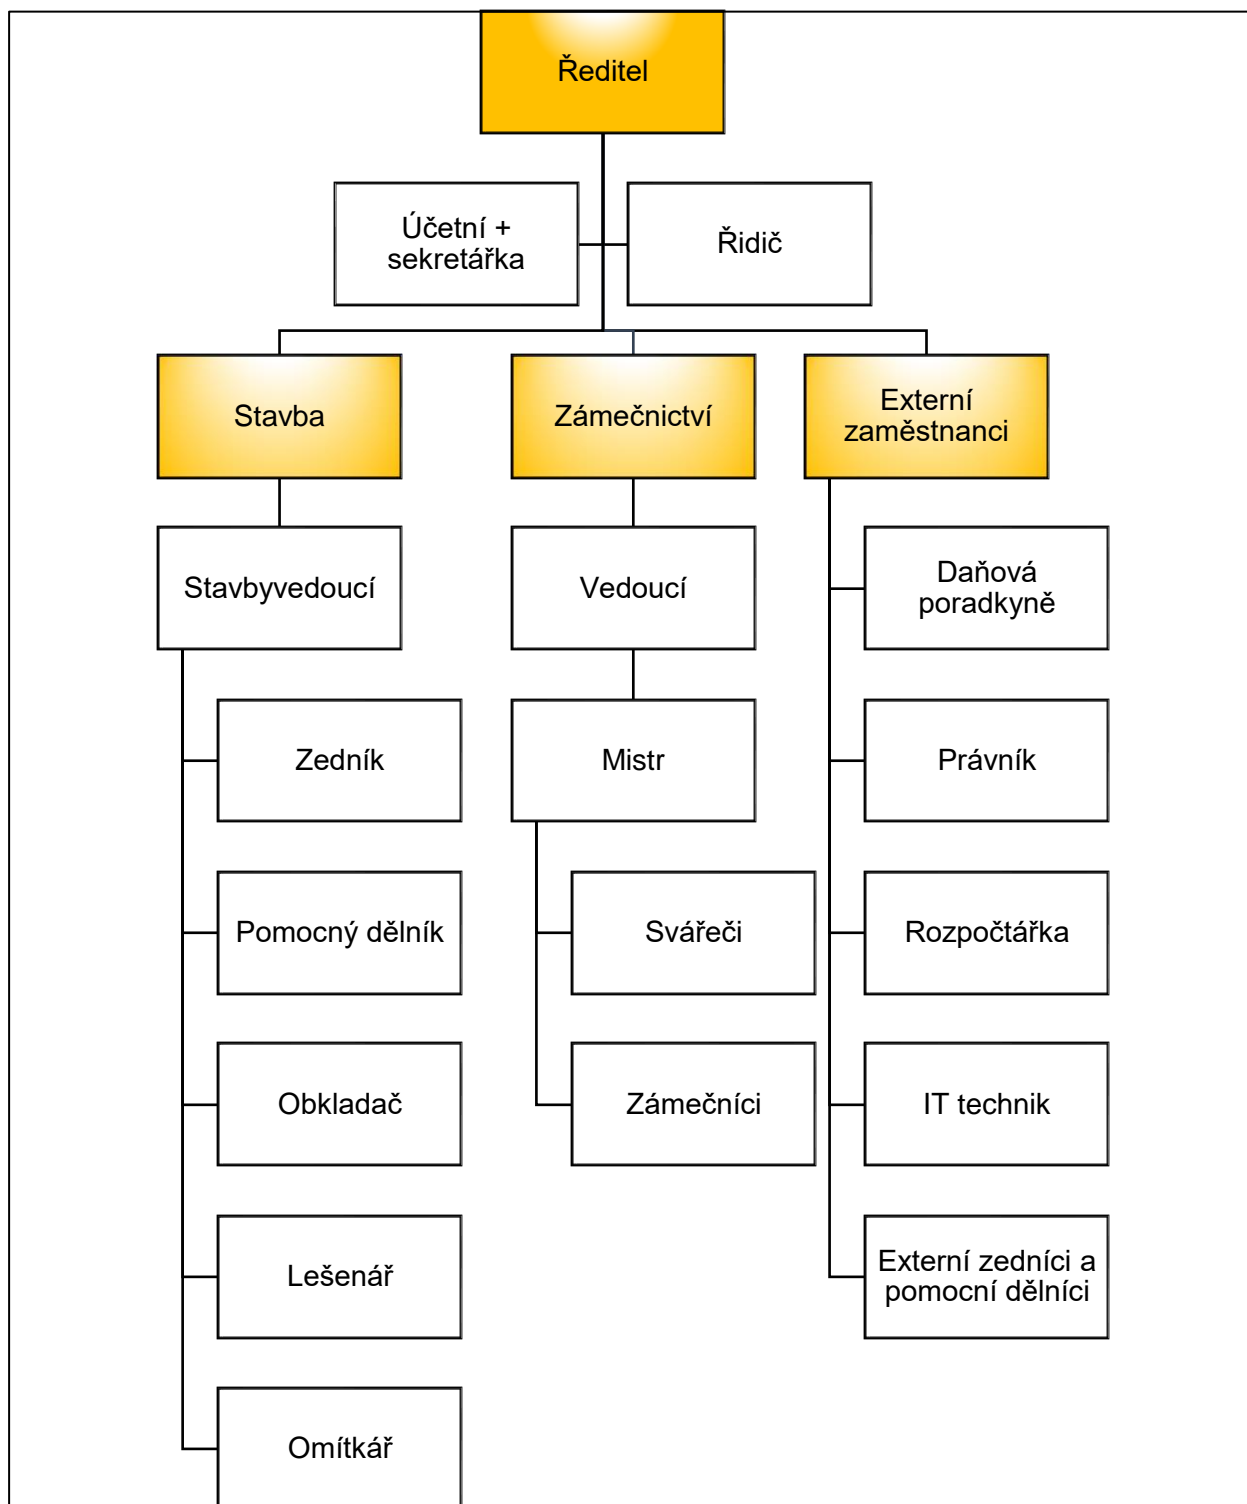 Ředitel
Účetní +
sekretářka
Řidič
Stavba
Zámečnictví
Externí
zaměstnanci
Stavbyvedoucí
Vedoucí
Daňová
poradkyně
Zedník
Mistr
Právník
Pomocný dělník
Svářeči
Rozpočtářka
Obkladač
Zámečníci
IT technik
Lešenář
Externí zedníci a
pomocní dělníci
Omítkář